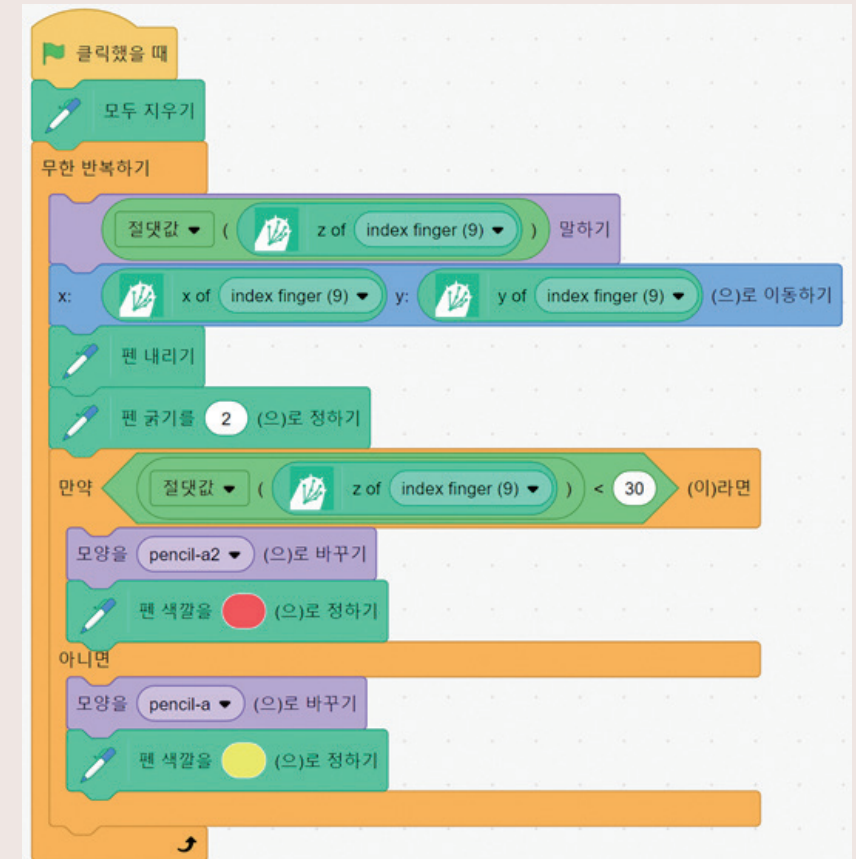 클릭했을 때
모두 지우기
무한 반복하기
절댓값 ( z of index finger (9) ) 말하기
x: x of index finger (9) y: y of index finger (9) (으)로 이동하기
펜 내리기
펜 굵기를 2 (으)로 정하기
만약 절댓값 ( z of index finger (9) ) < 30 (이)라면
모양을 pencil-a2 (으)로 바꾸기
펜 색깔을 (으)로 정하기
아니면
모양을 pencil-a (으)로 바꾸기
펜 색깔을 (으)로 정하기